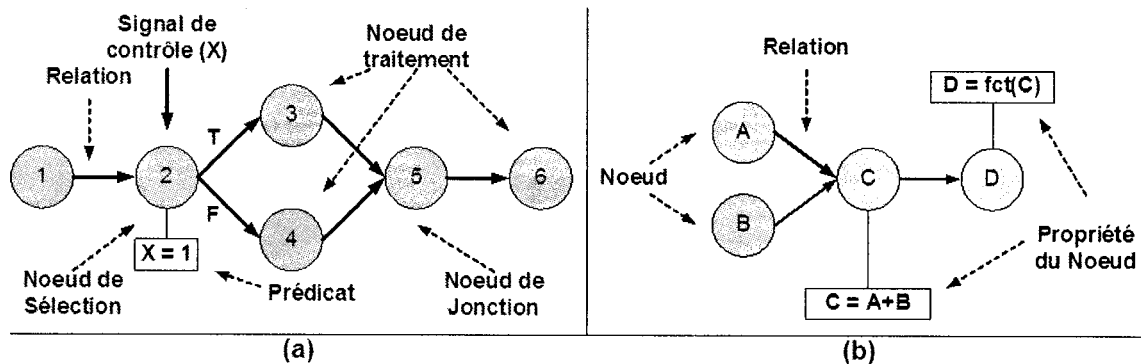 Signal de
contrôle (X)
Relation
Noeud de
traitement
1
2
T
F
3
4
5
6
X = 1
Noeud de
Sélection
Prédicat
Noeud de
Jonction
(a)
Relation
D = fct(C)
A
Noeud
B
C
D
Propriété
du Noeud
C = A+B
(b)